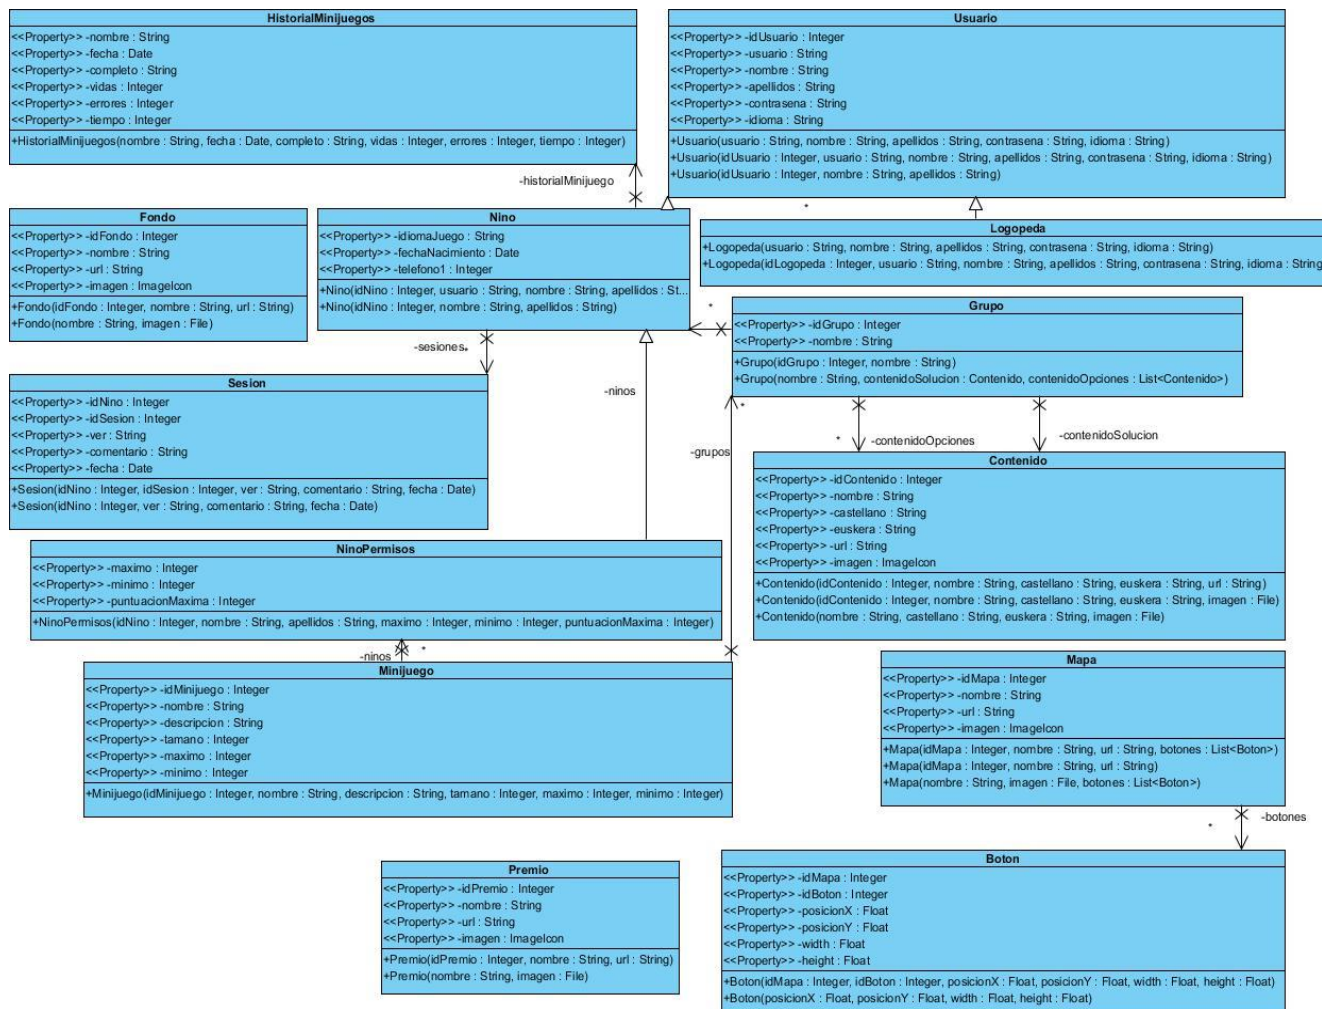 HistorialMinijuegos
<<Property>> -nombre : String
<<Property>> -fecha : Date
<<Property>> -completo : String
<<Property>> -vidas : Integer
<<Property>> -errores : Integer
<<Property>> -tiempo : Integer
+HistorialMinijuegos(nombre : String, fecha : Date, completo : String, vidas : Integer, errores : Integer, tiempo : Integer)
Usuario
<<Property>> -idUsuario : Integer
<<Property>> -usuario : String
<<Property>> -nombre : String
<<Property>> -apellidos : String
<<Property>> -contrasena : String
<<Property>> -idioma : String
+Usuario(usuario : String, nombre : String, apellidos : String, contrasena : String, idioma : String)
+Usuario(idUsuario : Integer, usuario : String, nombre : String, apellidos : String, contrasena : String, idioma : String)
+Usuario(idUsuario : Integer, nombre : String, apellidos : String)
-historialMinijuego
*
Fondo
<<Property>> -idFondo : Integer
<<Property>> -nombre : String
<<Property>> -url : String
<<Property>> -imagen : ImageIcon
+Fondo(idFondo : Integer, nombre : String, url : String)
+Fondo(nombre : String, imagen : File)
Nino
<<Property>> -idiomaJuego : String
<<Property>> -fechaNacimiento : Date
<<Property>> -telefono1 : Integer
+Nino(idNino : Integer, usuario : String, nombre : String, apellidos : St...
+Nino(idNino : Integer, nombre : String, apellidos : String)
Logopeda
+Logopeda(usuario : String, nombre : String, apellidos : String, contrasena : String, idioma : String)
+Logopeda(idLogopeda : Integer, usuario : String, nombre : String, apellidos : String, contrasena : String, idioma : String
*
Grupo
<<Property>> -idGrupo : Integer
<<Property>> -nombre : String
+Grupo(idGrupo : Integer, nombre : String)
+Grupo(nombre : String, contenidoSolucion : Contenido, contenidoOpciones : List<Contenido>)
-sesiones
*
-ninos
*
-grupos
*
-contenidoOpciones
-contenidoSolucion
Sesion
<<Property>> -idNino : Integer
<<Property>> -idSesion : Integer
<<Property>> -ver : String
<<Property>> -comentario : String
<<Property>> -fecha : Date
+Sesion(idNino : Integer, idSesion : Integer, ver : String, comentario : String, fecha : Date)
+Sesion(idNino : Integer, ver : String, comentario : String, fecha : Date)
Contenido
<<Property>> -idContenido : Integer
<<Property>> -nombre : String
<<Property>> -castellano : String
<<Property>> -euskera : String
<<Property>> -url : String
<<Property>> -imagen : ImageIcon
+Contenido(idContenido : Integer, nombre : String, castellano : String, euskera : String, url : String)
+Contenido(idContenido : Integer, nombre : String, castellano : String, euskera : String, imagen : File)
+Contenido(nombre : String, castellano : String, euskera : String, imagen : File)
NinoPermisos
<<Property>> -maximo : Integer
<<Property>> -minimo : Integer
<<Property>> -puntuacionMaxima : Integer
+NinoPermisos(idNino : Integer, nombre : String, apellidos : String, maximo : Integer, minimo : Integer, puntuacionMaxima : Integer)
-ninos
*
Minijuego
<<Property>> -idMinijuego : Integer
<<Property>> -nombre : String
<<Property>> -descripcion : String
<<Property>> -tamano : Integer
<<Property>> -maximo : Integer
<<Property>> -minimo : Integer
+Minijuego(idMinijuego : Integer, nombre : String, descripcion : String, tamano : Integer, maximo : Integer, minimo : Integer)
Mapa
<<Property>> -idMapa : Integer
<<Property>> -nombre : String
<<Property>> -url : String
<<Property>> -imagen : ImageIcon
+Mapa(idMapa : Integer, nombre : String, url : String, botones : List<Boton>)
+Mapa(idMapa : Integer, nombre : String, url : String)
+Mapa(nombre : String, imagen : File, botones : List<Boton>)
-botones
*
Premio
<<Property>> -idPremio : Integer
<<Property>> -nombre : String
<<Property>> -url : String
<<Property>> -imagen : ImageIcon
+Premio(idPremio : Integer, nombre : String, url : String)
+Premio(nombre : String, imagen : File)
Boton
<<Property>> -idMapa : Integer
<<Property>> -idBoton : Integer
<<Property>> -posicionX : Float
<<Property>> -posicionY : Float
<<Property>> -width : Float
<<Property>> -height : Float
+Boton(idMapa : Integer, idBoton : Integer, posicionX : Float, posicionY : Float, width : Float, height : Float)
+Boton(posicionX : Float, posicionY : Float, width : Float, height : Float)